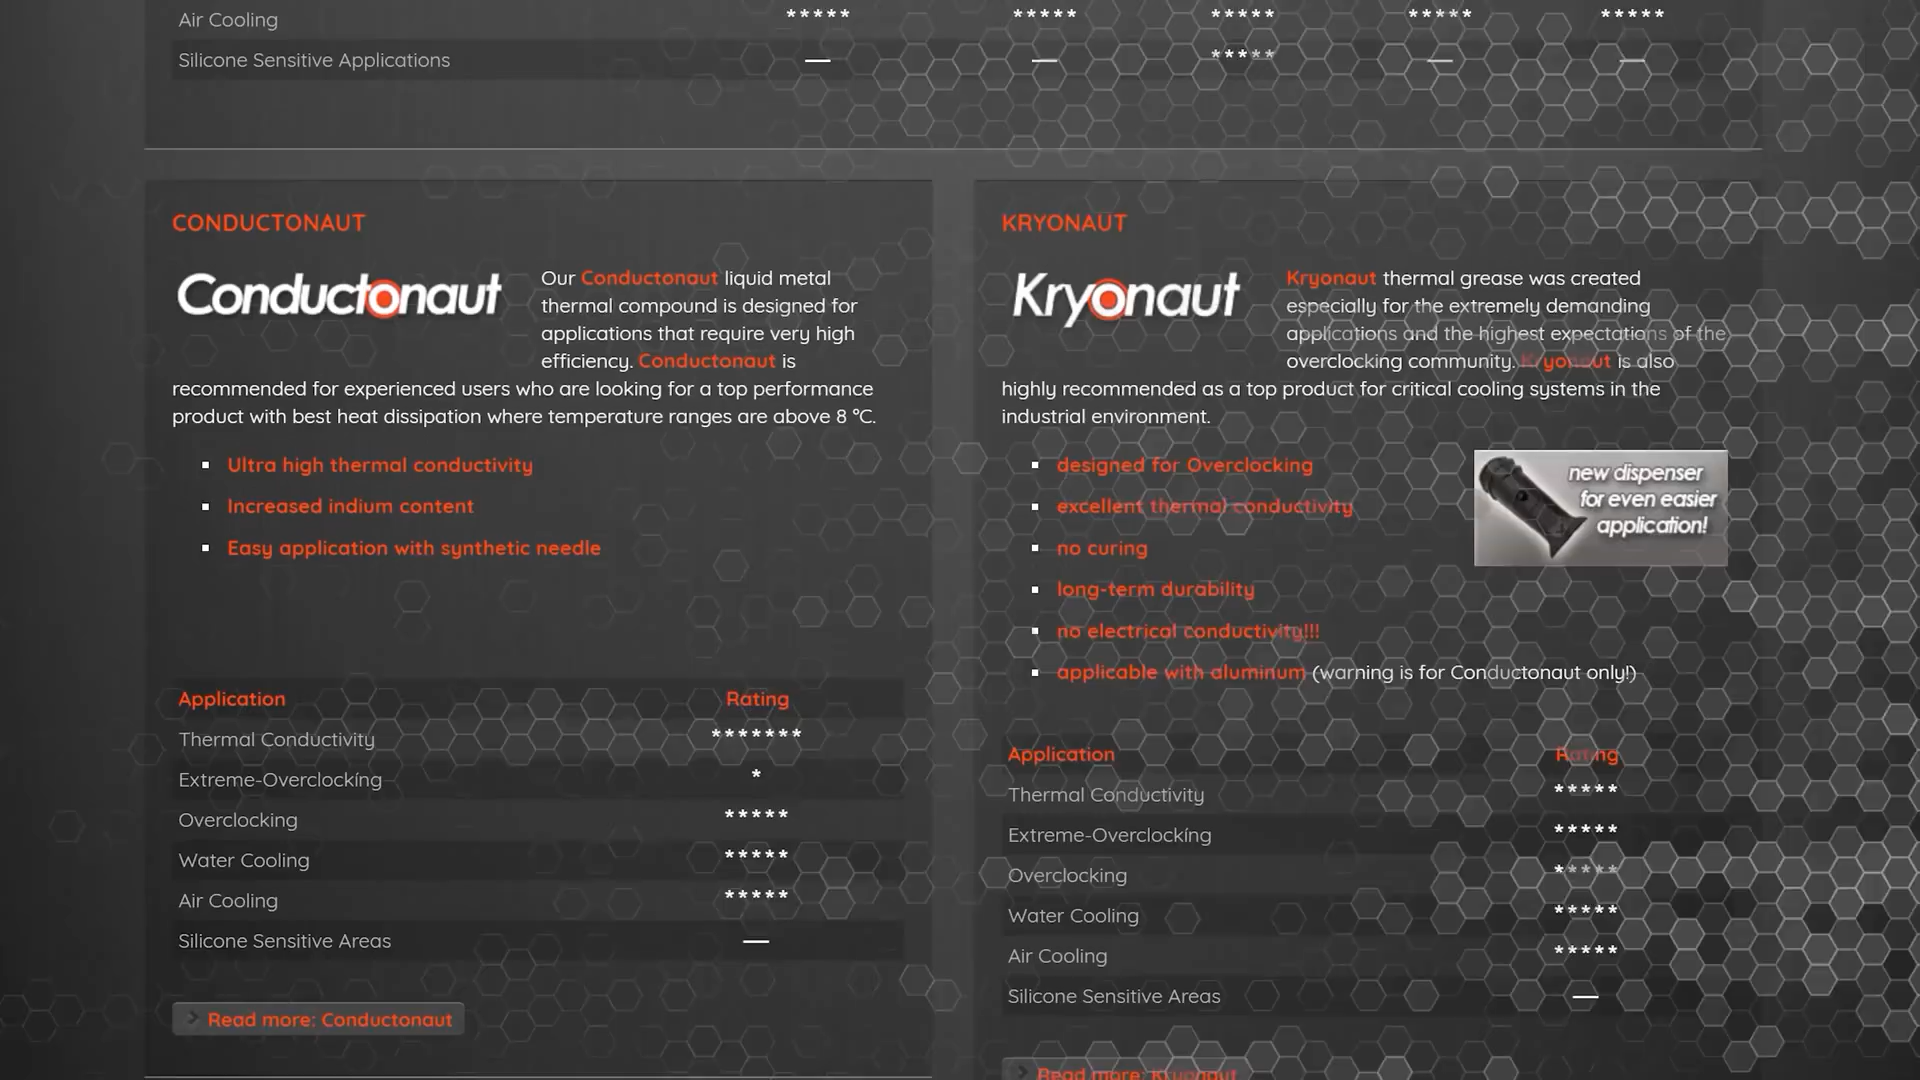 Air Cooling ***** ***** ***** ***** *****
Silicone Sensitive Applications — — ***** — —
CONDUCTONAUT
Conductonaut
Our Conductonaut liquid metal
thermal compound is designed for
applications that require very high
efficiency. Conductonaut is
recommended for experienced users who are looking for a top performance
product with best heat dissipation where temperature ranges are above 8 °C.
Ultra high thermal conductivity
Increased indium content
Easy application with synthetic needle
Application Rating
Thermal Conductivity *******
Extreme-Overclockíng *
Overclocking *****
Water Cooling *****
Air Cooling *****
Silicone Sensitive Areas —
Read more: Conductonaut
KRYONAUT
Kryonaut
Kryonaut thermal grease was created
especially for the extremely demanding
applications and the highest expectations of the
overclocking community. Kryonaut is also
highly recommended as a top product for critical cooling systems in the
industrial environment.
designed for Overclocking
excellent thermal conductivity
no curing
long-term durability
no electrical conductivity!!!
applicable with aluminum (warning is for Conductonaut only!)
new dispenser
for even easier
application!
Application Rating
Thermal Conductivity *****
Extreme-Overclockíng *****
Overclocking *****
Water Cooling *****
Air Cooling *****
Silicone Sensitive Areas —
Read more: Kryonaut